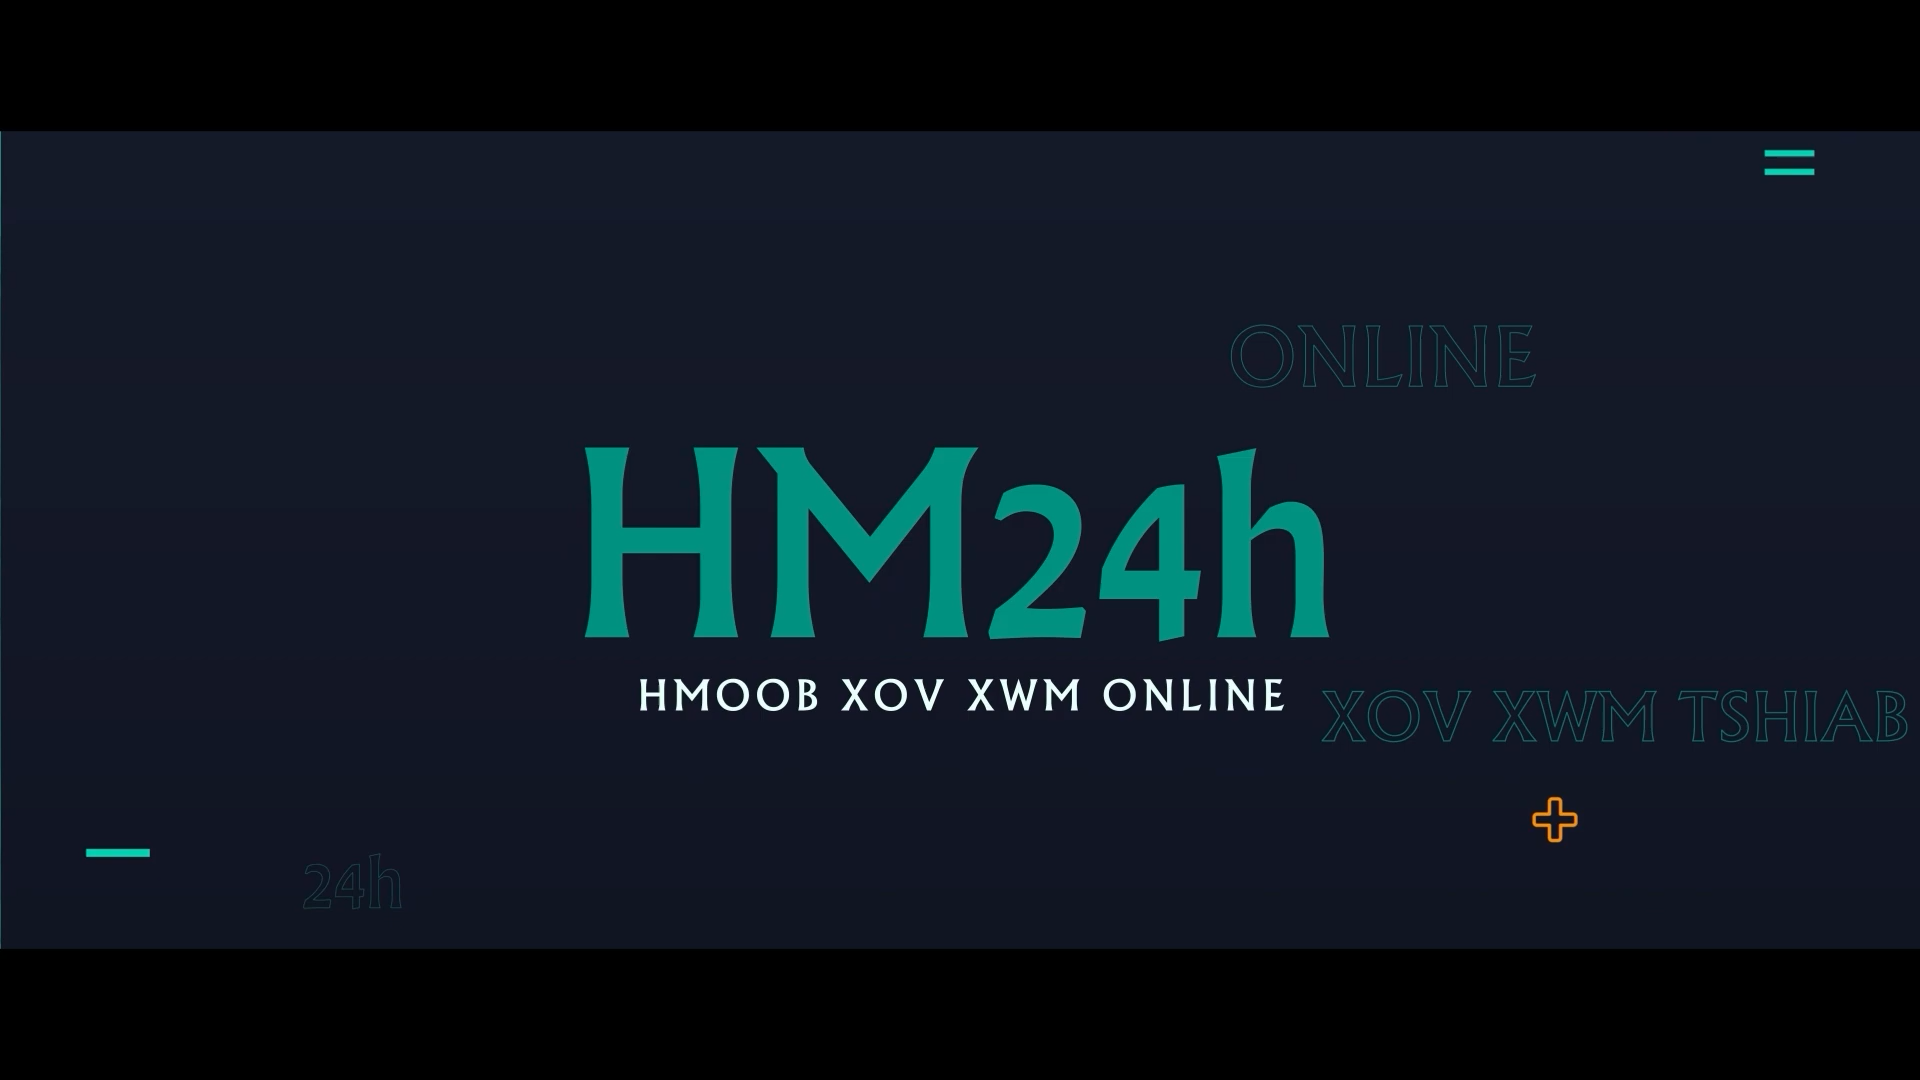 ONLINE
HM24h
HMOOB XOV XWM ONLINE
XOV XWM TSHIAB
24h